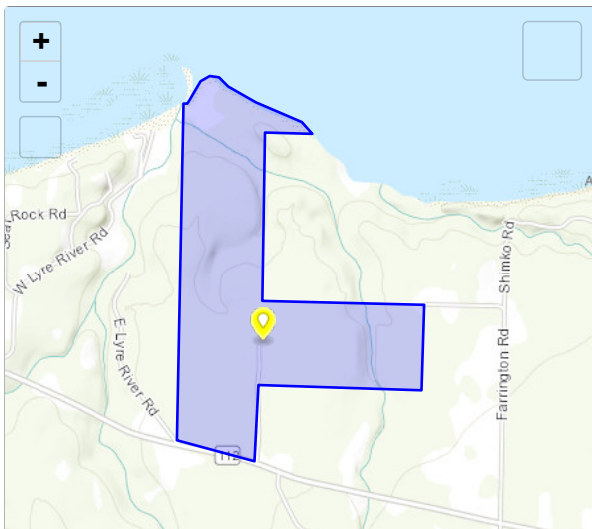 +
-
A
Rock Rd
W Lyre River Rd
Shimko Rd
E Lyre River Rd
Farrington Rd
112